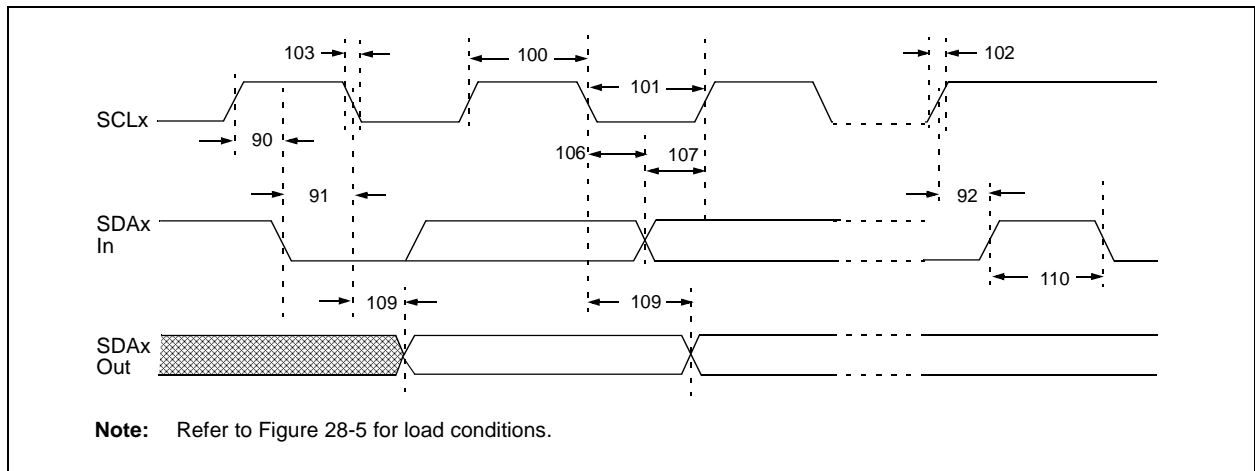 103
100
102
101
SCLx
90
106
107
91
92
SDAx
In
110
109
109
SDAx
Out
Note: Refer to Figure 28-5 for load conditions.